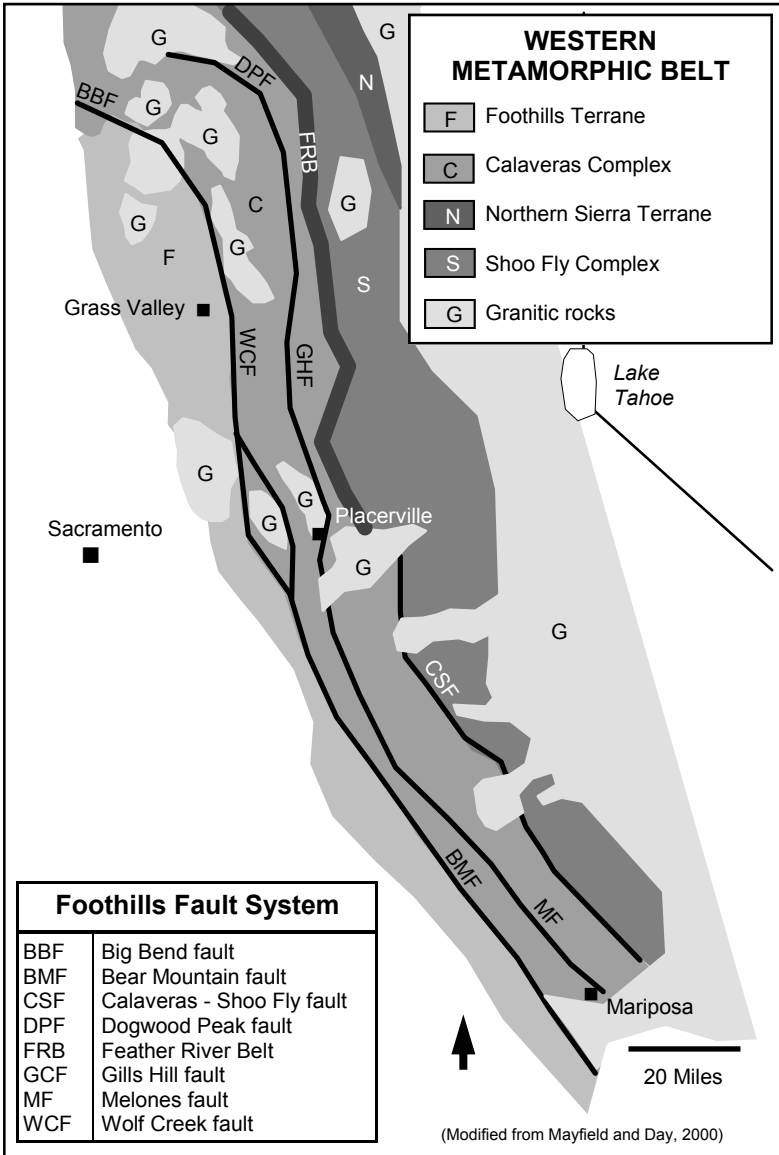 WESTERN
METAMORPHIC BELT
F Foothills Terrane
C Calaveras Complex
N Northern Sierra Terrane
S Shoo Fly Complex
G Granitic rocks
G
G
DPF
BBF
N
G
G
FRB
C
G
G
G
F
S
Grass Valley
WCF
GHF
Lake
Tahoe
G
G
Placerville
G
Sacramento
G
G
CSF
BMF
MF
Mariposa
20 Miles
(Modified from Mayfield and Day, 2000)
Foothills Fault System
BBF Big Bend fault
BMF Bear Mountain fault
CSF Calaveras - Shoo Fly fault
DPF Dogwood Peak fault
FRB Feather River Belt
GCF Gills Hill fault
MF Melones fault
WCF Wolf Creek fault